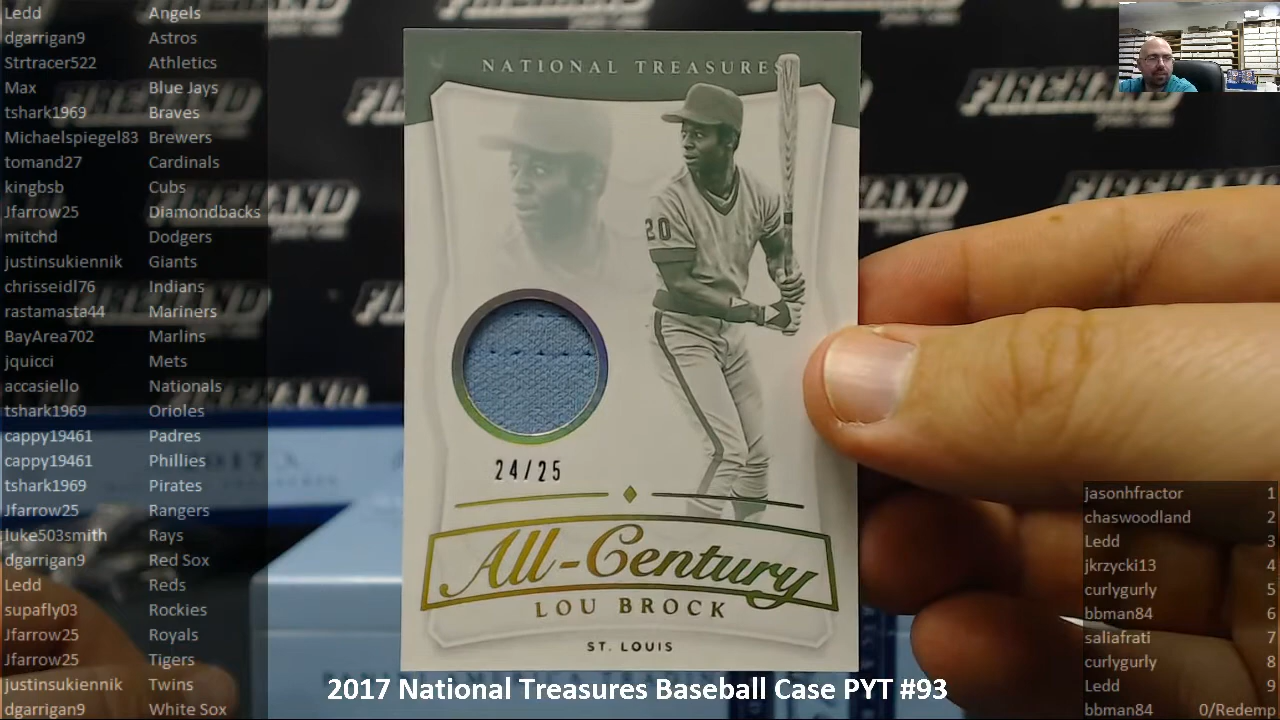 Ledd Angels
dgarrigan9 Astros
Strtracer522 Athletics
Max Blue Jays
tshark1969 Braves
Michaelspiegel83 Brewers
tomand27 Cardinals
kingbsb Cubs
Jfarrow25 Diamondbacks
mitchd Dodgers
justinsukiennik Giants
chrisseidl76 Indians
rastamasta44 Mariners
BayArea702 Marlins
jquicci Mets
accasiello Nationals
tshark1969 Orioles
cappy19461 Padres
cappy19461 Phillies
tshark1969 Pirates
Jfarrow25 Rangers
luke503smith Rays
dgarrigan9 Red Sox
Ledd Reds
supafly03 Rockies
Jfarrow25 Royals
Jfarrow25 Tigers
justinsukiennik Twins
dgarrigan9 White Sox
FIREHAND
FIREHAND
FIREHAND
NATIONAL TREASURES
20
24/25
All-Century
LOU BROCK
ST. LOUIS
jasonhfractor 1
chaswoodland 2
Ledd 3
jkrzycki13 4
curlygurly 5
bbman84 6
saliafrati 7
curlygurly 8
Ledd 9
bbman84 0/Redemp
2017 National Treasures Baseball Case PYT #93